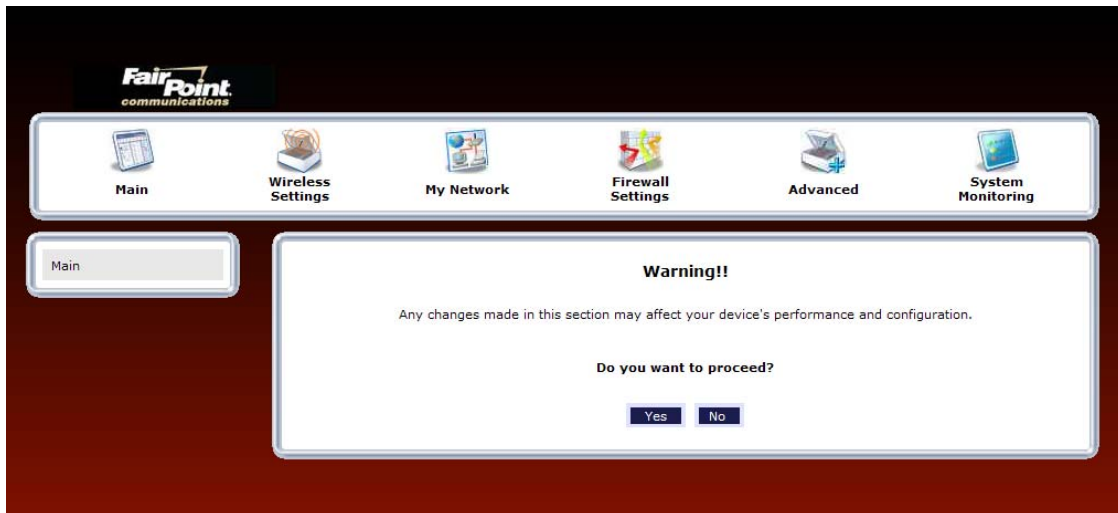 FairPoint.
communications
Main
Wireless
Settings
My Network
Firewall
Settings
Advanced
System
Monitoring
Main
Warning!!
Any changes made in this section may affect your device's performance and configuration.
Do you want to proceed?
Yes No